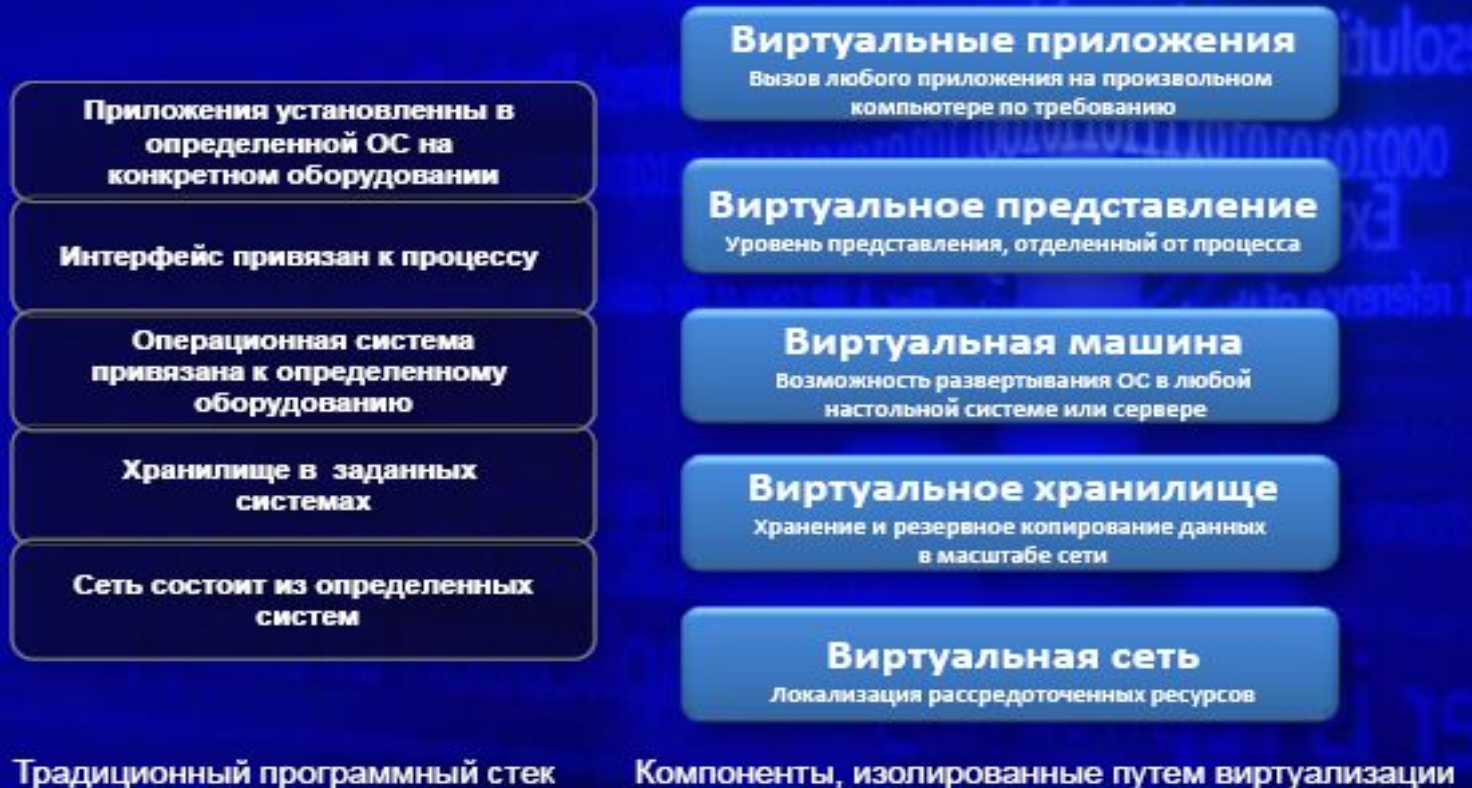 Приложения установленны в
определенной ОС на
конкретном оборудовании
Интерфейс привязан к процессу
Операционная система
привязана к определенному
оборудованию
Хранилище в заданных
системах
Сеть состоит из определенных
систем
Традиционный программный стек
Виртуальные приложения
Вызов любого приложения на произвольном
компьютере по требованию
Виртуальное представление
Уровень представления, отделенный от процесса
Виртуальная машина
Возможность развертывания ОС в любой
настольной системе или сервере
Виртуальное хранилище
Хранение и резервное копирование данных
в масштабе сети
Виртуальная сеть
Локализация рассредоточенных ресурсов
Компоненты, изолированные путем виртуализации